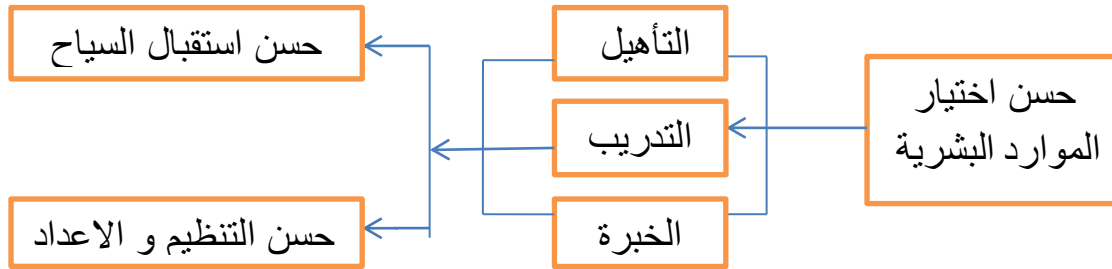 حسن اختيار
الموارد البشرية
التأهيل
التدريب
الخبرة
حسن استقبال السياح
حسن التنظيم و الاعداد